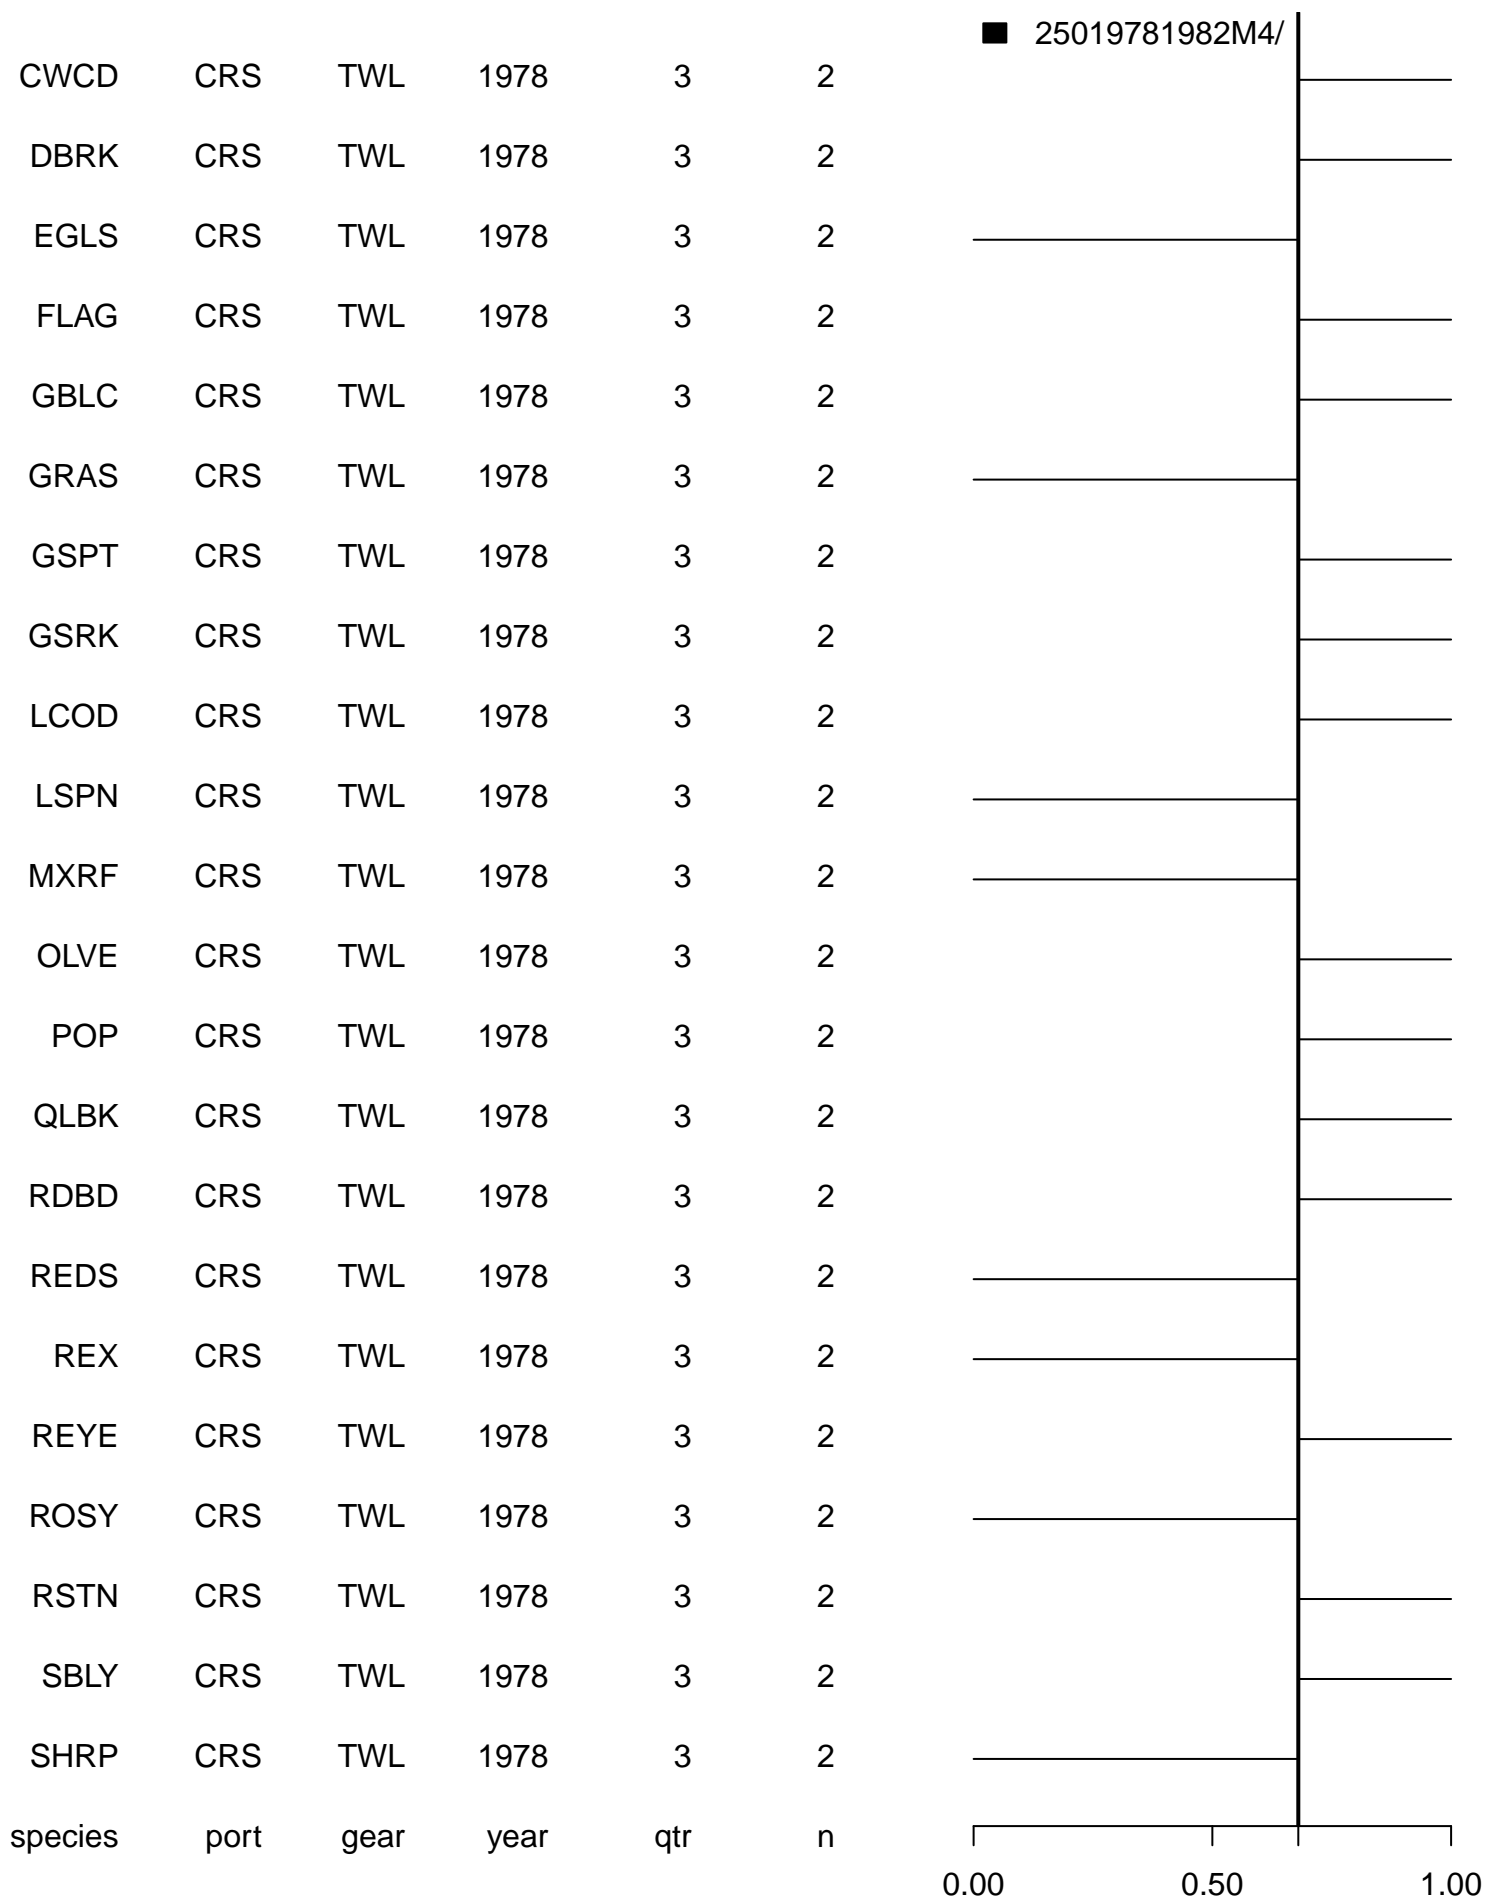 25019781982M4/
CWCD CRS TWL 1978 3 2
DBRK CRS TWL 1978 3 2
EGLS CRS TWL 1978 3 2
FLAG CRS TWL 1978 3 2
GBLC CRS TWL 1978 3 2
GRAS CRS TWL 1978 3 2
GSPT CRS TWL 1978 3 2
GSRK CRS TWL 1978 3 2
LCOD CRS TWL 1978 3 2
LSPN CRS TWL 1978 3 2
MXRF CRS TWL 1978 3 2
OLVE CRS TWL 1978 3 2
POP CRS TWL 1978 3 2
QLBK CRS TWL 1978 3 2
RDBD CRS TWL 1978 3 2
REDS CRS TWL 1978 3 2
REX CRS TWL 1978 3 2
REYE CRS TWL 1978 3 2
ROSY CRS TWL 1978 3 2
RSTN CRS TWL 1978 3 2
SBLY CRS TWL 1978 3 2
SHRP CRS TWL 1978 3 2
species port gear year qtr n
0.00 0.50 1.00